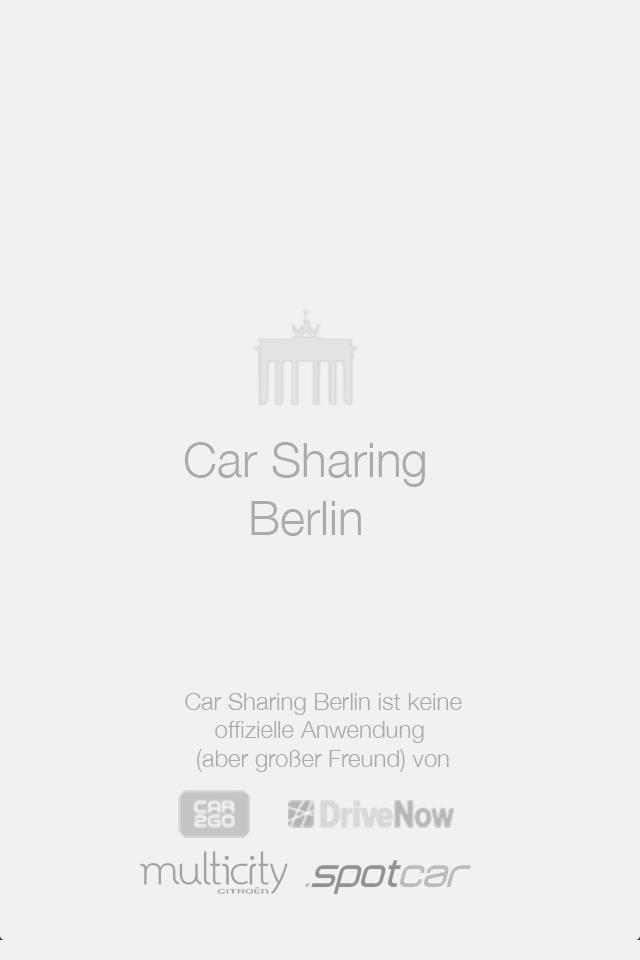 Car Sharing
Berlin
Car Sharing Berlin ist keine
offizielle Anwendung
(aber großer Freund) von
CAR
2GO
DriveNow
multicity
CITROËN
.spotcar